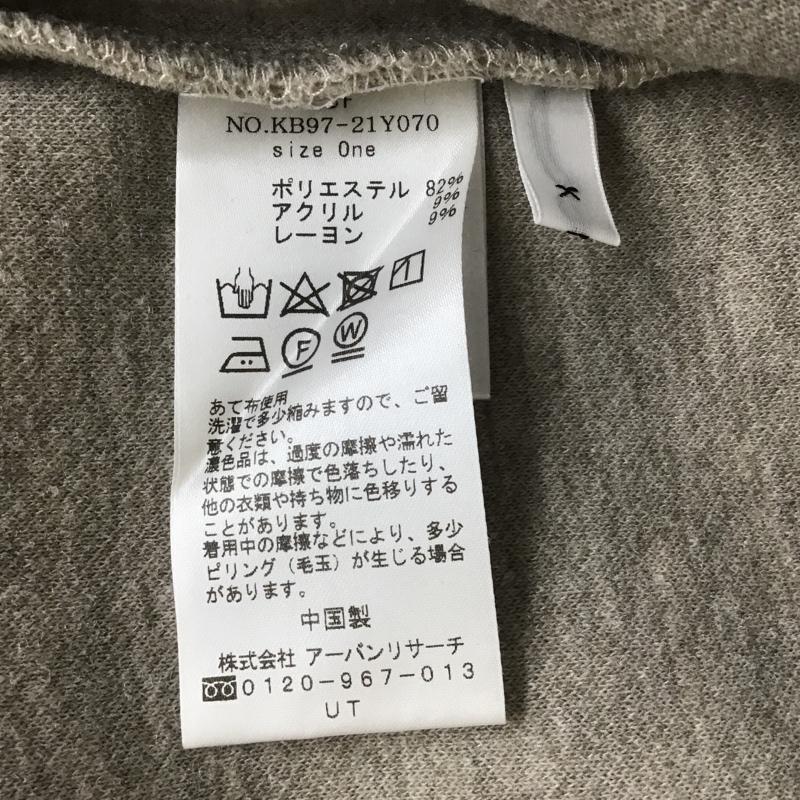 NO.KB97-21Y070
size One
ポリエステル 82%
アクリル 9%
レーヨン 9%
F W
あて布使用
洗濯で多少縮みますので、ご留
意ください。
濃色品は、過度の摩擦や濡れた
状態での摩擦で色落ちしたり、
他の衣類や持ち物に色移りする
ことがあります。
着用中の摩擦などにより、多少
ピリング（毛玉）が生じる場合
があります。
中国製
株式会社 アーバンリサーチ
0120-967-013
UT